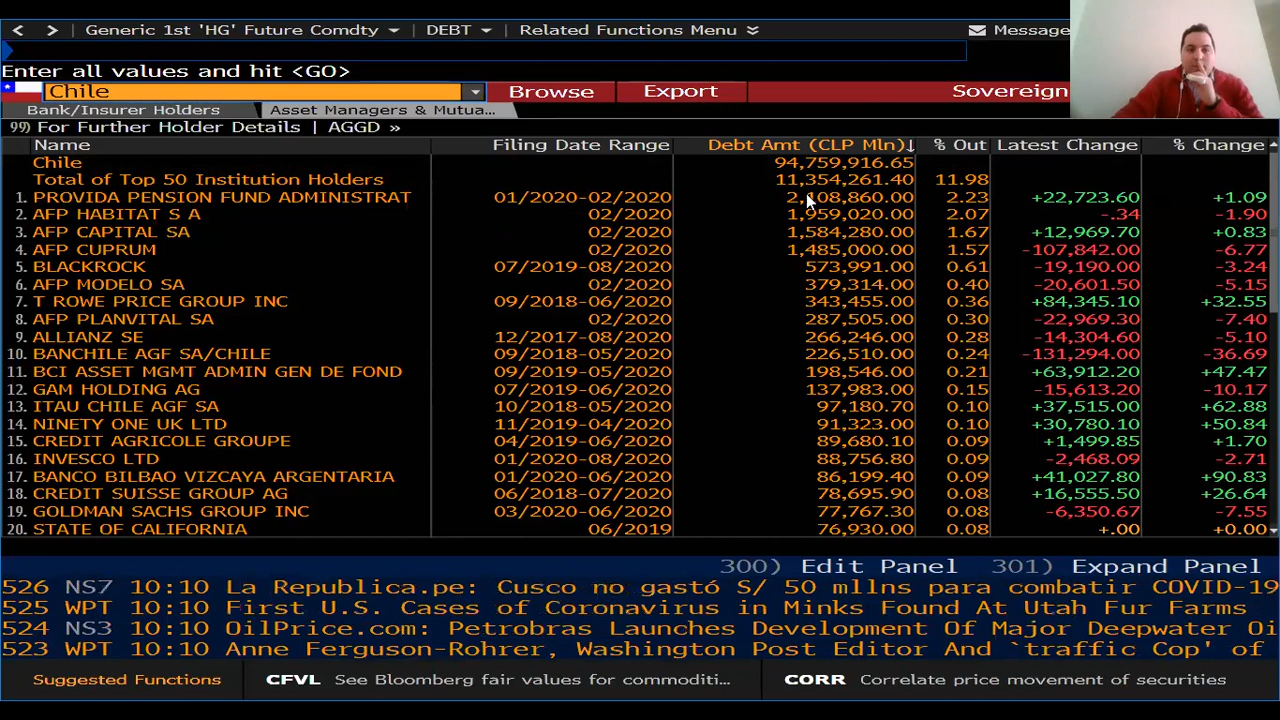 Generic 1st 'HG' Future Comdty DEBT Related Functions Menu Message
Enter all values and hit <GO>
Chile Browse Export Sovereign
Bank/Insurer Holders Asset Managers & Mutua...
99) For Further Holder Details | AGGD »
Name Filing Date Range Debt Amt (CLP Mln)↓ % Out Latest Change % Change
Chile 94,759,916.65
Total of Top 50 Institution Holders 11,354,261.40 11.98
1. PROVIDA PENSION FUND ADMINISTRAT 01/2020-02/2020 2,108,860.00 2.23 +22,723.60 +1.09
2. AFP HABITAT S A 02/2020 1,959,020.00 2.07 -.34 -1.90
3. AFP CAPITAL SA 02/2020 1,584,280.00 1.67 +12,969.70 +0.83
4. AFP CUPRUM 02/2020 1,485,000.00 1.57 -107,842.00 -6.77
5. BLACKROCK 07/2019-08/2020 573,991.00 0.61 -19,190.00 -3.24
6. AFP MODELO SA 02/2020 379,314.00 0.40 -20,601.50 -5.15
7. T ROWE PRICE GROUP INC 09/2018-06/2020 343,455.00 0.36 +84,345.10 +32.55
8. AFP PLANVITAL SA 02/2020 287,505.00 0.30 -22,969.30 -7.40
9. ALLIANZ SE 12/2017-08/2020 266,246.00 0.28 -14,304.60 -5.10
10. BANCHILE AGF SA/CHILE 09/2018-05/2020 226,510.00 0.24 -131,294.00 -36.69
11. BCI ASSET MGMT ADMIN GEN DE FOND 09/2019-05/2020 198,546.00 0.21 +63,912.20 +47.47
12. GAM HOLDING AG 07/2019-06/2020 137,983.00 0.15 -15,613.20 -10.17
13. ITAU CHILE AGF SA 10/2018-05/2020 97,180.70 0.10 +37,515.00 +62.88
14. NINETY ONE UK LTD 11/2019-04/2020 91,323.00 0.10 +30,780.10 +50.84
15. CREDIT AGRICOLE GROUPE 04/2019-06/2020 89,680.10 0.09 +1,499.85 +1.70
16. INVESCO LTD 01/2020-08/2020 88,756.80 0.09 -2,468.09 -2.71
17. BANCO BILBAO VIZCAYA ARGENTARIA 01/2020-06/2020 86,199.40 0.09 +41,027.80 +90.83
18. CREDIT SUISSE GROUP AG 06/2018-07/2020 78,695.90 0.08 +16,555.50 +26.64
19. GOLDMAN SACHS GROUP INC 03/2020-06/2020 77,767.30 0.08 -6,350.67 -7.55
20. STATE OF CALIFORNIA 06/2019 76,930.00 0.08 +.00 +0.00
300) Edit Panel 301) Expand Panel
526 NS7 10:10 La Republica.pe: Cusco no gastó S/ 50 mllns para combatir COVID-19
525 WPT 10:10 First U.S. Cases of Coronavirus in Minks Found At Utah Fur Farms
524 NS3 10:10 OilPrice.com: Petrobras Launches Development Of Major Deepwater Oi
523 WPT 10:10 Anne Ferguson-Rohrer, Washington Post Editor And `traffic Cop' of
Suggested Functions CFVL See Bloomberg fair values for commoditi... CORR Correlate price movement of securities